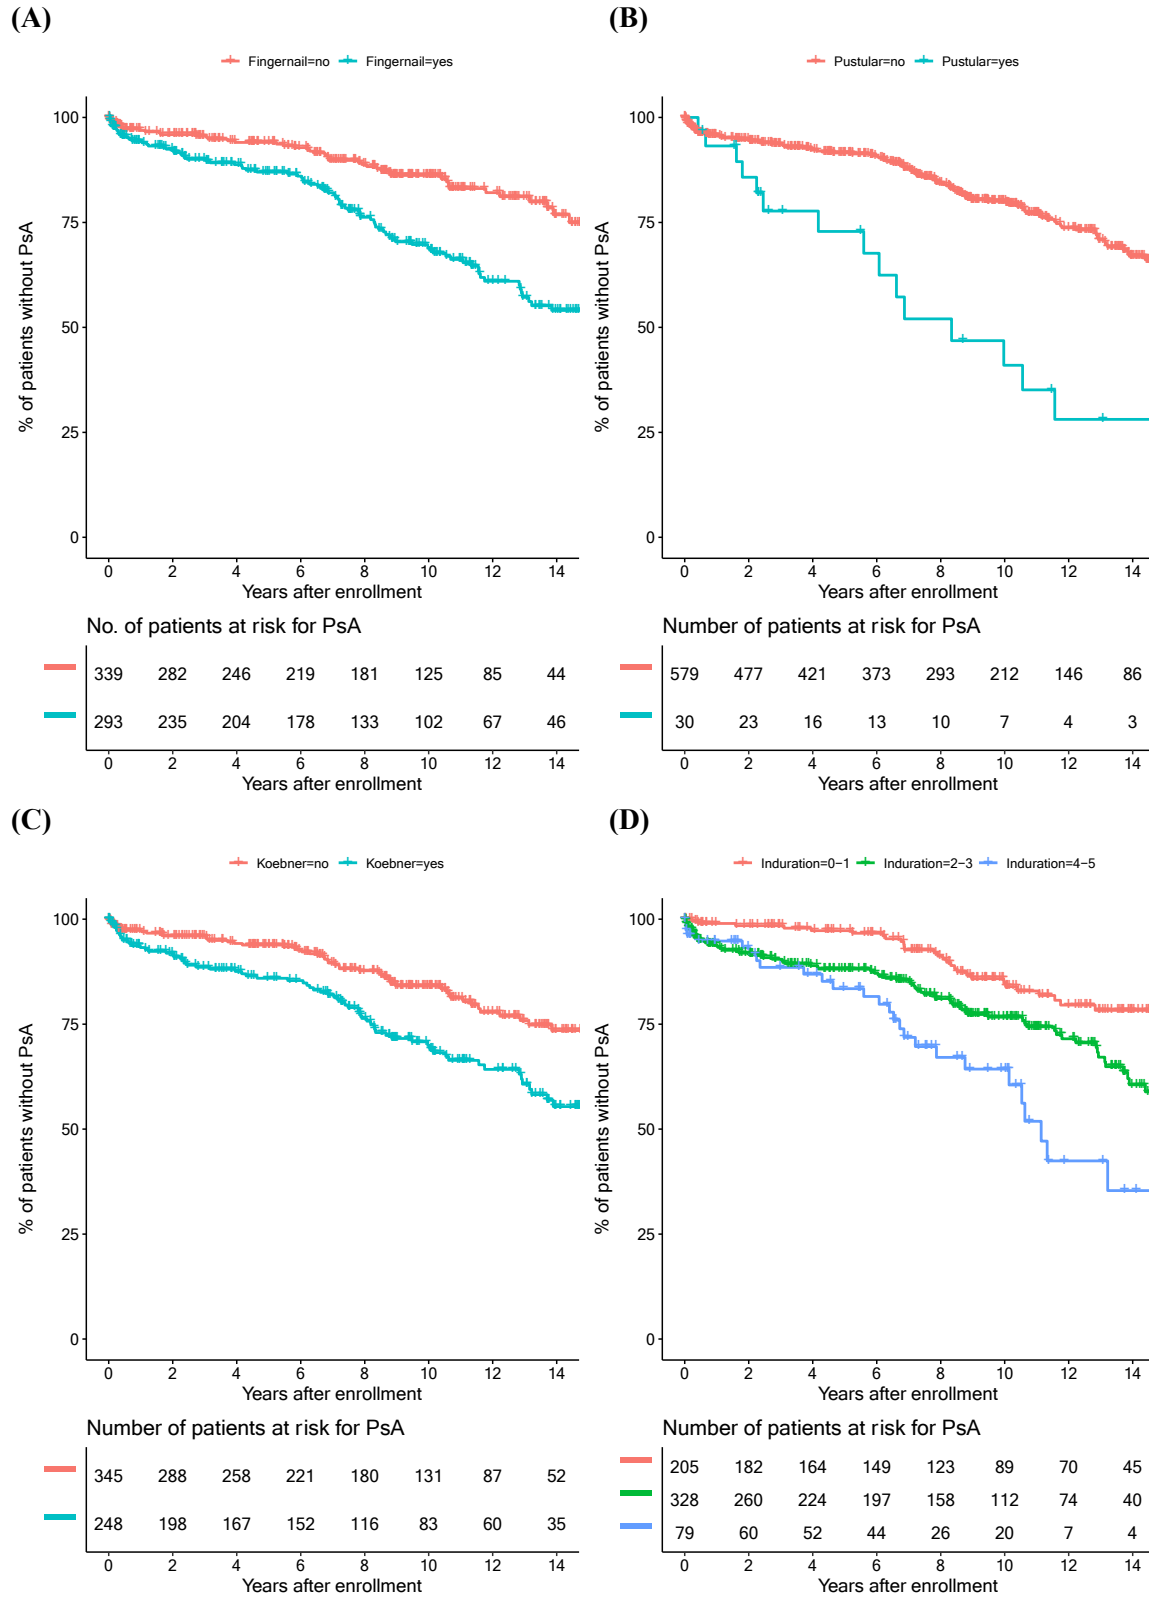 (A)
Fingernail=no Fingernail=yes
% of patients without PsA
100
75
50
25
0
0 2 4 6 8 10 12 14
Years after enrollment
No. of patients at risk for PsA
339 282 246 219 181 125 85 44
293 235 204 178 133 102 67 46
0 2 4 6 8 10 12 14
Years after enrollment
(B)
Pustular=no Pustular=yes
% of patients without PsA
100
75
50
25
0
0 2 4 6 8 10 12 14
Years after enrollment
Number of patients at risk for PsA
579 477 421 373 293 212 146 86
30 23 16 13 10 7 4 3
0 2 4 6 8 10 12 14
Years after enrollment
(C)
Koebner=no Koebner=yes
% of patients without PsA
100
75
50
25
0
0 2 4 6 8 10 12 14
Years after enrollment
Number of patients at risk for PsA
345 288 258 221 180 131 87 52
248 198 167 152 116 83 60 35
0 2 4 6 8 10 12 14
Years after enrollment
(D)
Induration=0−1 Induration=2−3 Induration=4−5
% of patients without PsA
100
75
50
25
0
0 2 4 6 8 10 12 14
Years after enrollment
Number of patients at risk for PsA
205 182 164 149 123 89 70 45
328 260 224 197 158 112 74 40
79 60 52 44 26 20 7 4
0 2 4 6 8 10 12 14
Years after enrollment